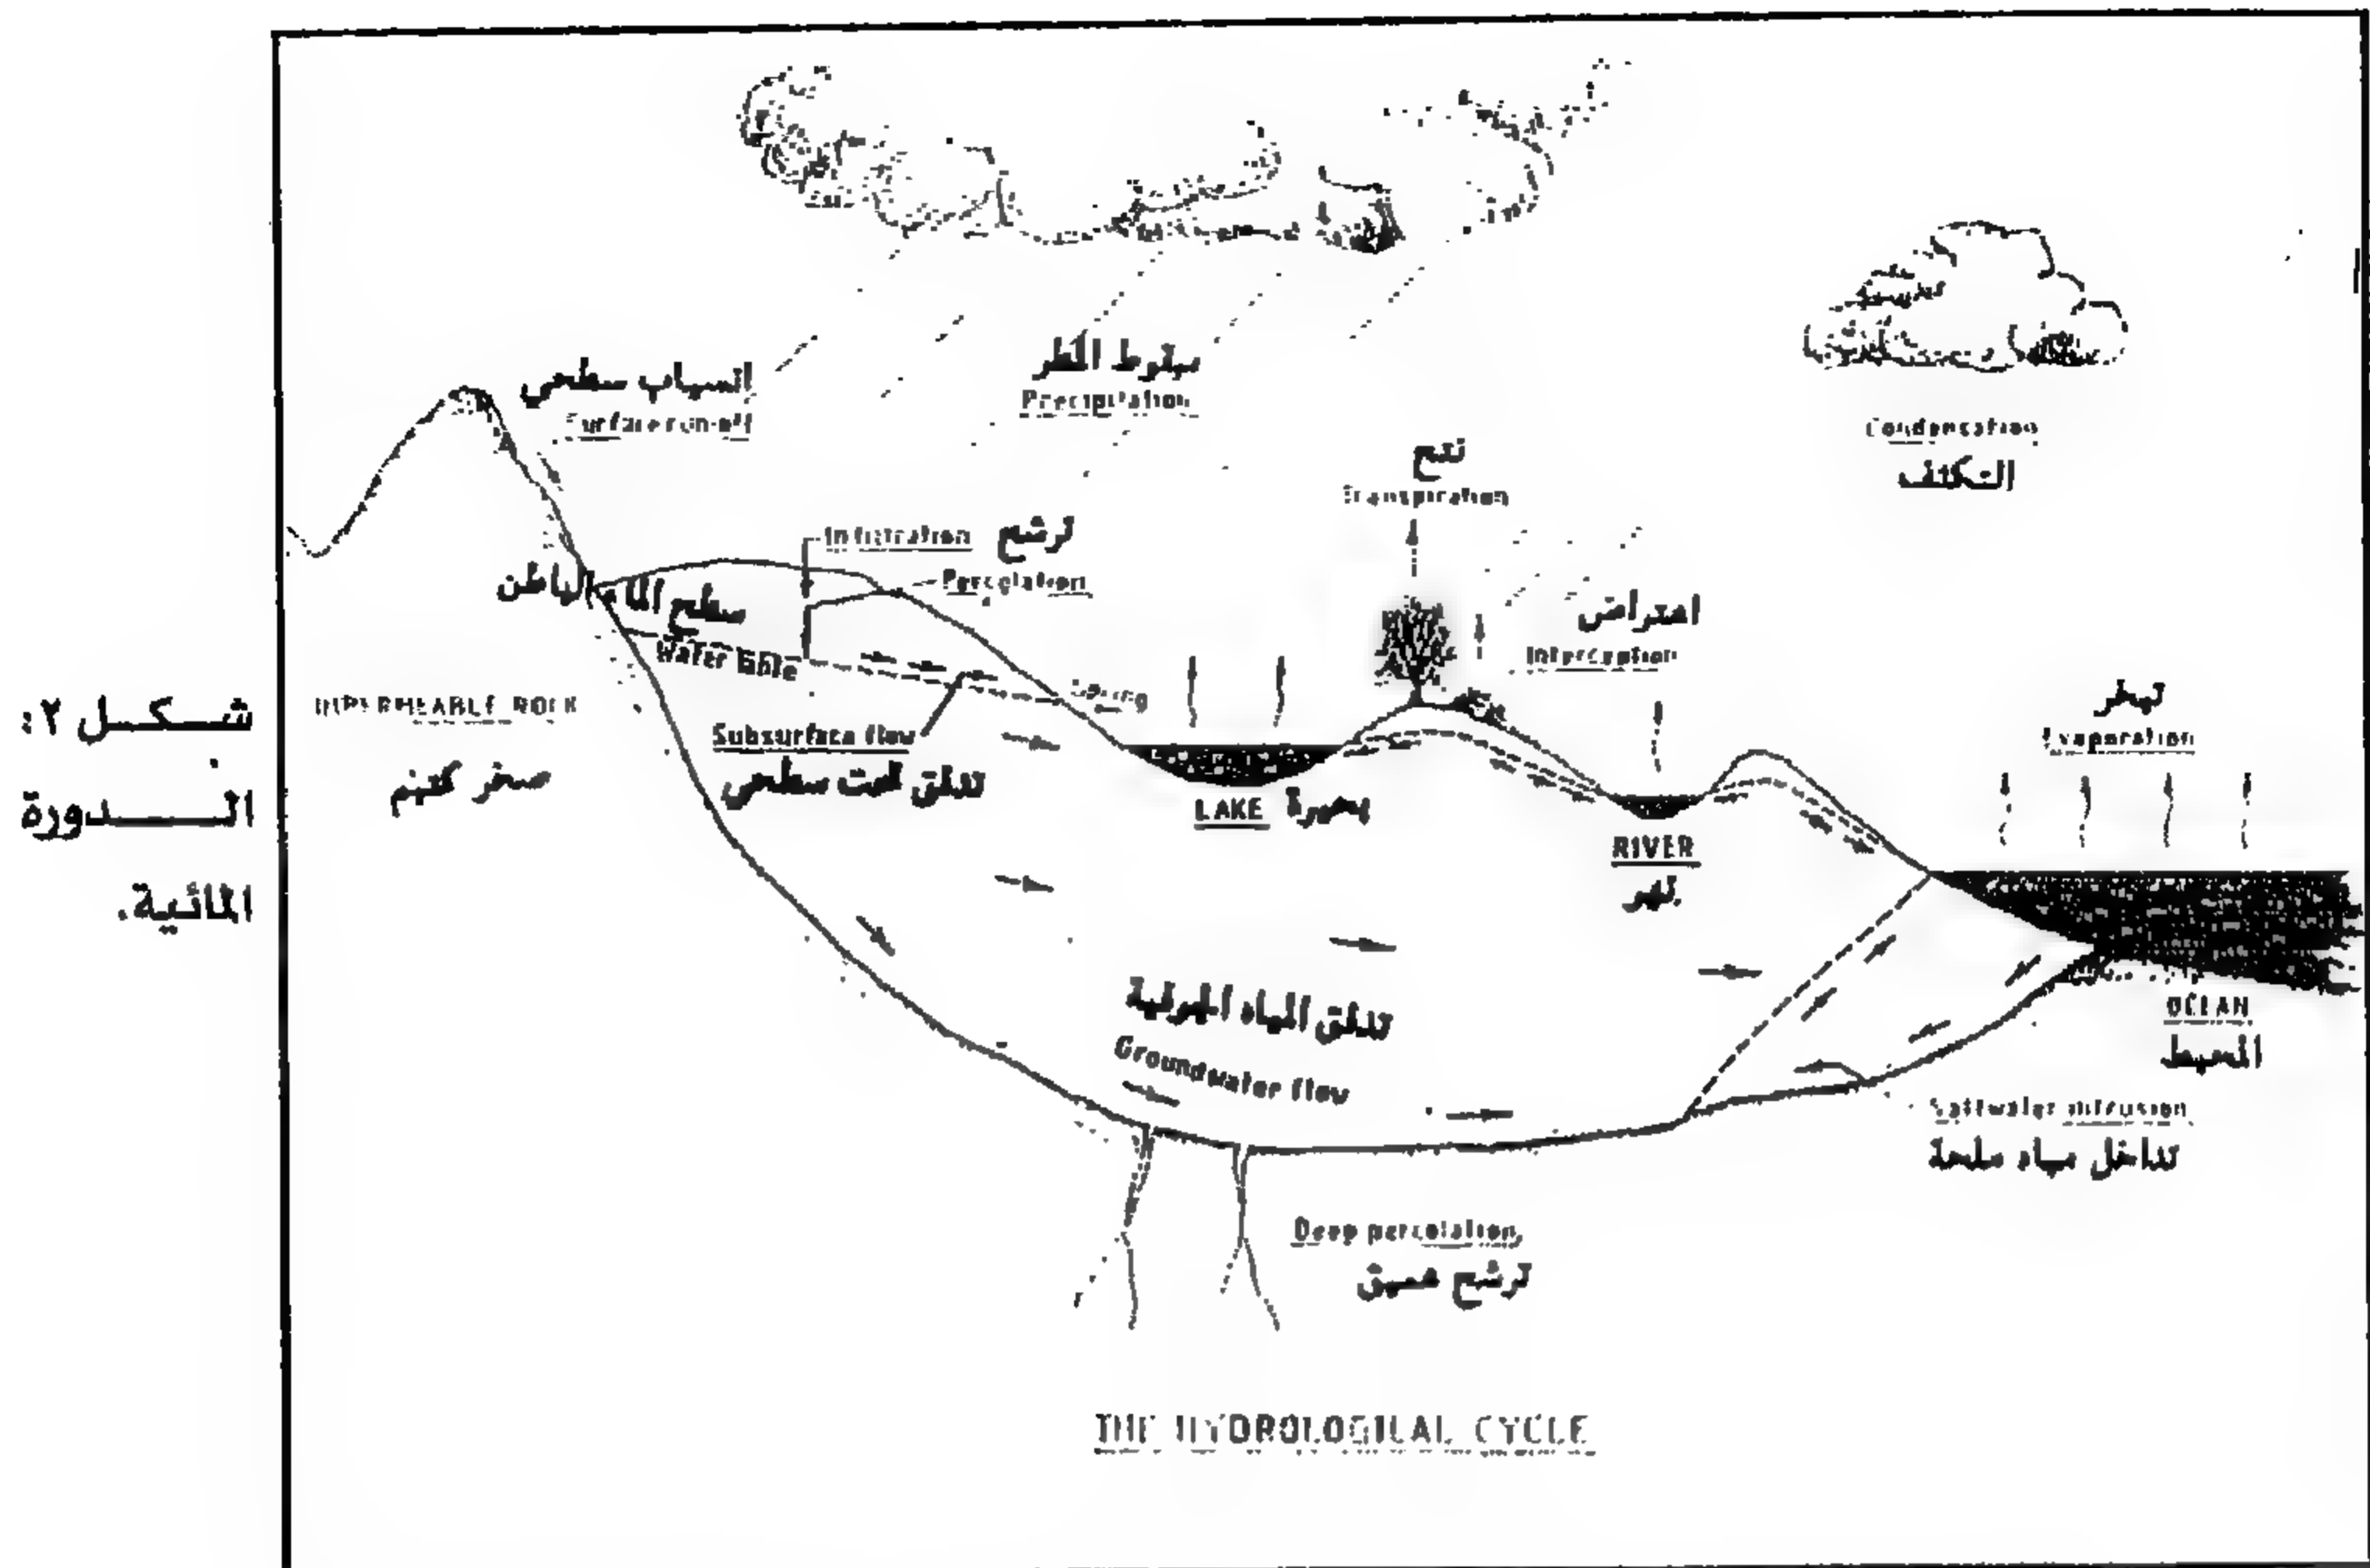 شكل ٢:
الدورة
المائية.
انسياب سطحي
Surface run-off
سقوط المطر
Precipitation
Condensation
التكثف
نتح
Transpiration
Infiltration ترشح
Percolation
سطح الماء الباطن
Water table
اعتراض
Interception
Spring
IMPERMEABLE ROCK
صخر كتيم
Subsurface flow
تدفق تحت سطحي
تبخر
Evaporation
LAKE بحيرة
RIVER
نهر
تدفق المياه الجوفية
Groundwater flow
OCEAN
المحيط
Saltwater intrusion
تداخل مياه ملحة
Deep percolation
ترشح عميق
THE HYDROLOGICAL CYCLE